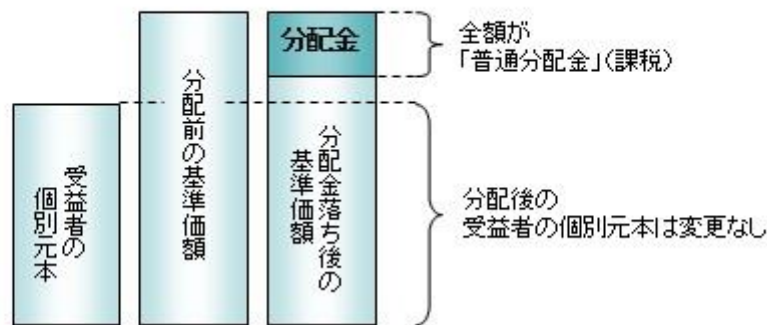 受益者の
個別元本
分配前の基準価額
分配金
分配金落ち後の
基準価額
全額が
「普通分配金」(課税)
分配後の
受益者の個別元本は変更なし